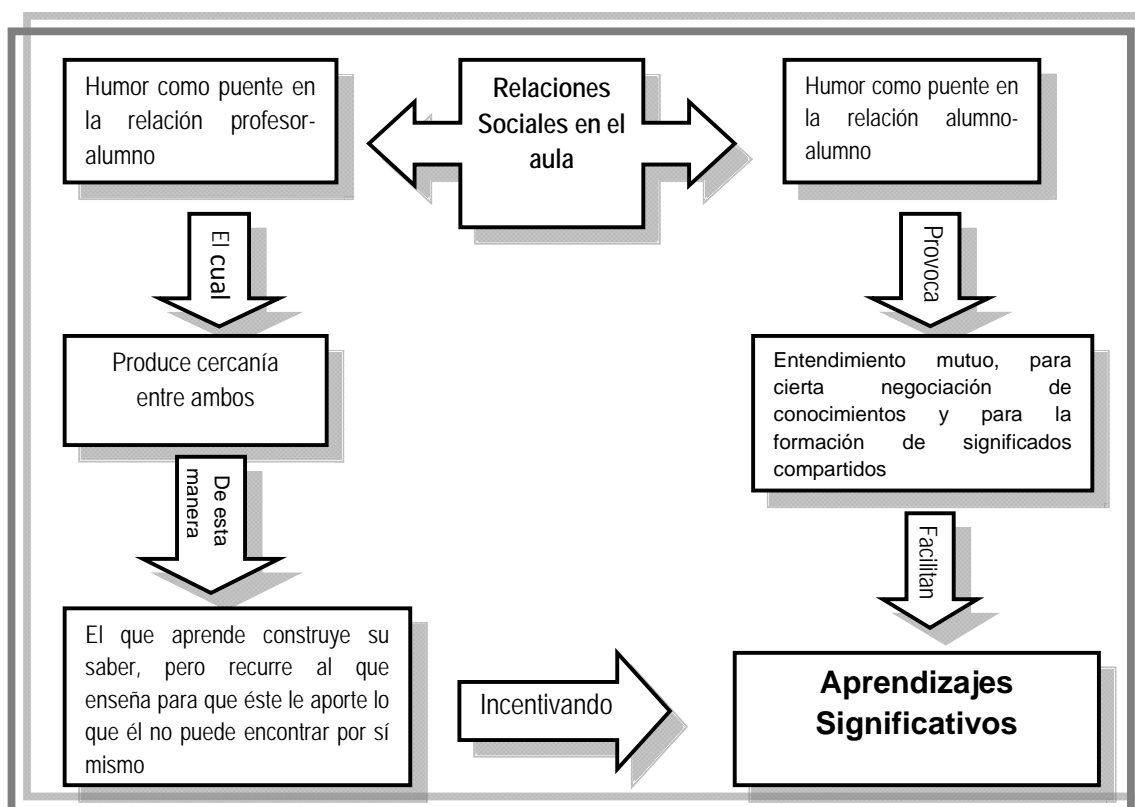 Humor como puente en
la relación profesor-
alumno
Relaciones
Sociales en el
aula
Humor como puente en
la relación alumno-
alumno
El cual
Provoca
Produce cercanía
entre ambos
Entendimiento mutuo, para
cierta negociación de
conocimientos y para la
formación de significados
compartidos
De esta
manera
Facilitan
El que aprende construye su
saber, pero recurre al que
enseña para que éste le aporte lo
que él no puede encontrar por sí
mismo
Incentivando
Aprendizajes
Significativos